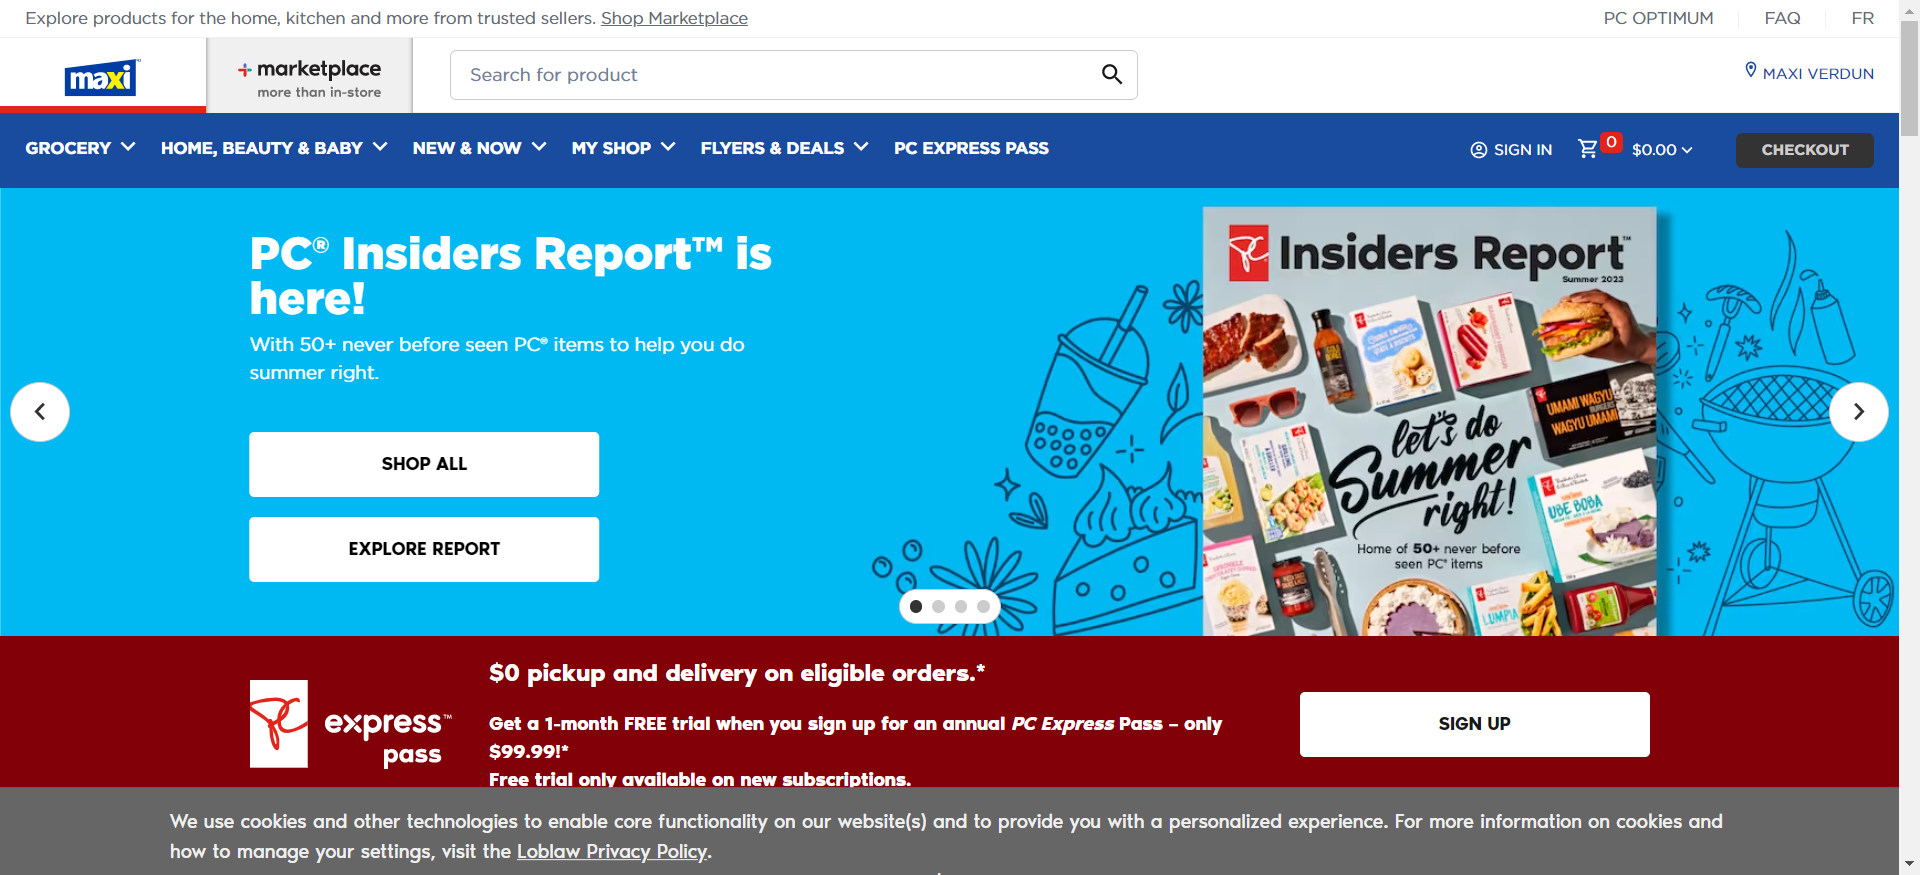 Explore products for the home, kitchen and more from trusted sellers. Shop Marketplace
PC OPTIMUM
FAQ
FR
maxi
marketplace
more than in-store
Search for product
MAXI VERDUN
GROCERY
HOME, BEAUTY & BABY
NEW & NOW
MY SHOP
FLYERS & DEALS
PC EXPRESS PASS
SIGN IN
0
$0.00
CHECKOUT
PC® Insiders Report™ is
here!
With 50+ never before seen PC® items to help you do
summer right.
SHOP ALL
EXPLORE REPORT
PC Insiders Report™
Summer 2023
UMAMI WAGYU
BURGERS
WAGYU UMAMI
let's do
Summer
right!
UBE BOBA
Home of 50+ never before
seen PC® items
LUMPIA
PC express™
pass
$0 pickup and delivery on eligible orders.*
Get a 1-month FREE trial when you sign up for an annual PC Express Pass – only
$99.99!*
Free trial only available on new subscriptions.
SIGN UP
We use cookies and other technologies to enable core functionality on our website(s) and to provide you with a personalized experience. For more information on cookies and
how to manage your settings, visit the Loblaw Privacy Policy.